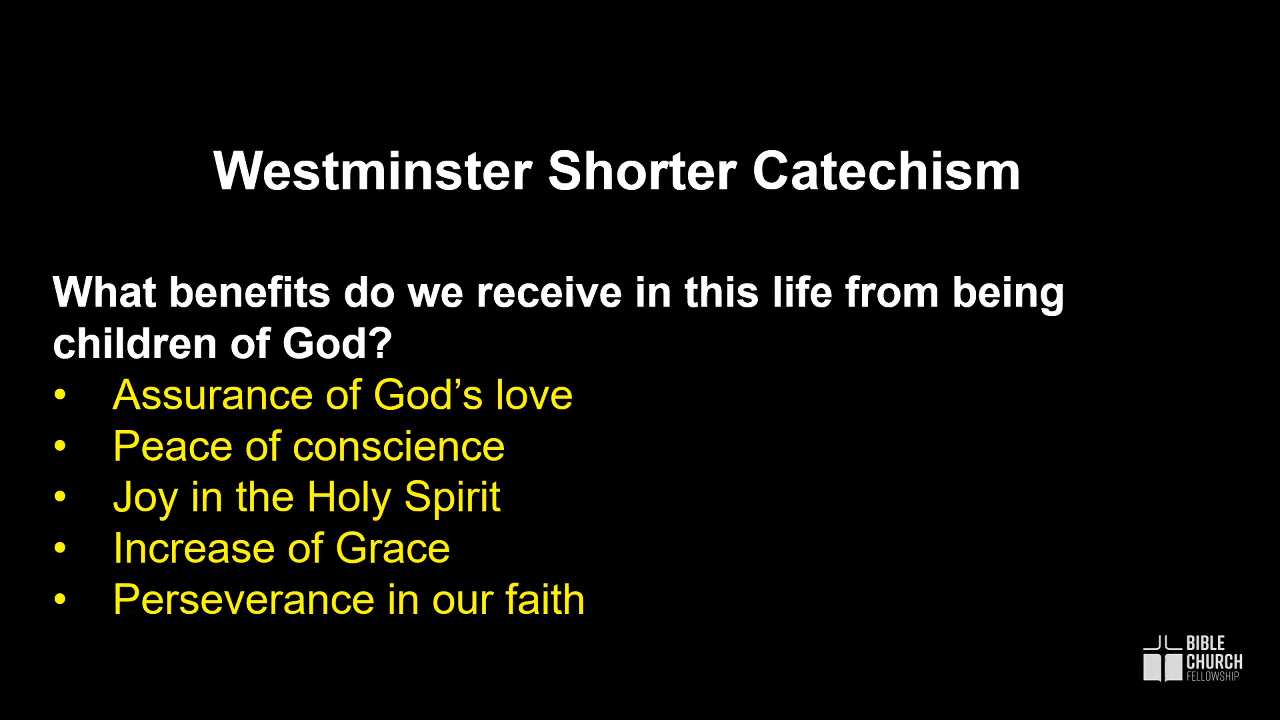 Westminster Shorter Catechism
What benefits do we receive in this life from being
children of God?
• Assurance of God’s love
• Peace of conscience
• Joy in the Holy Spirit
• Increase of Grace
• Perseverance in our faith
BIBLE
CHURCH
FELLOWSHIP